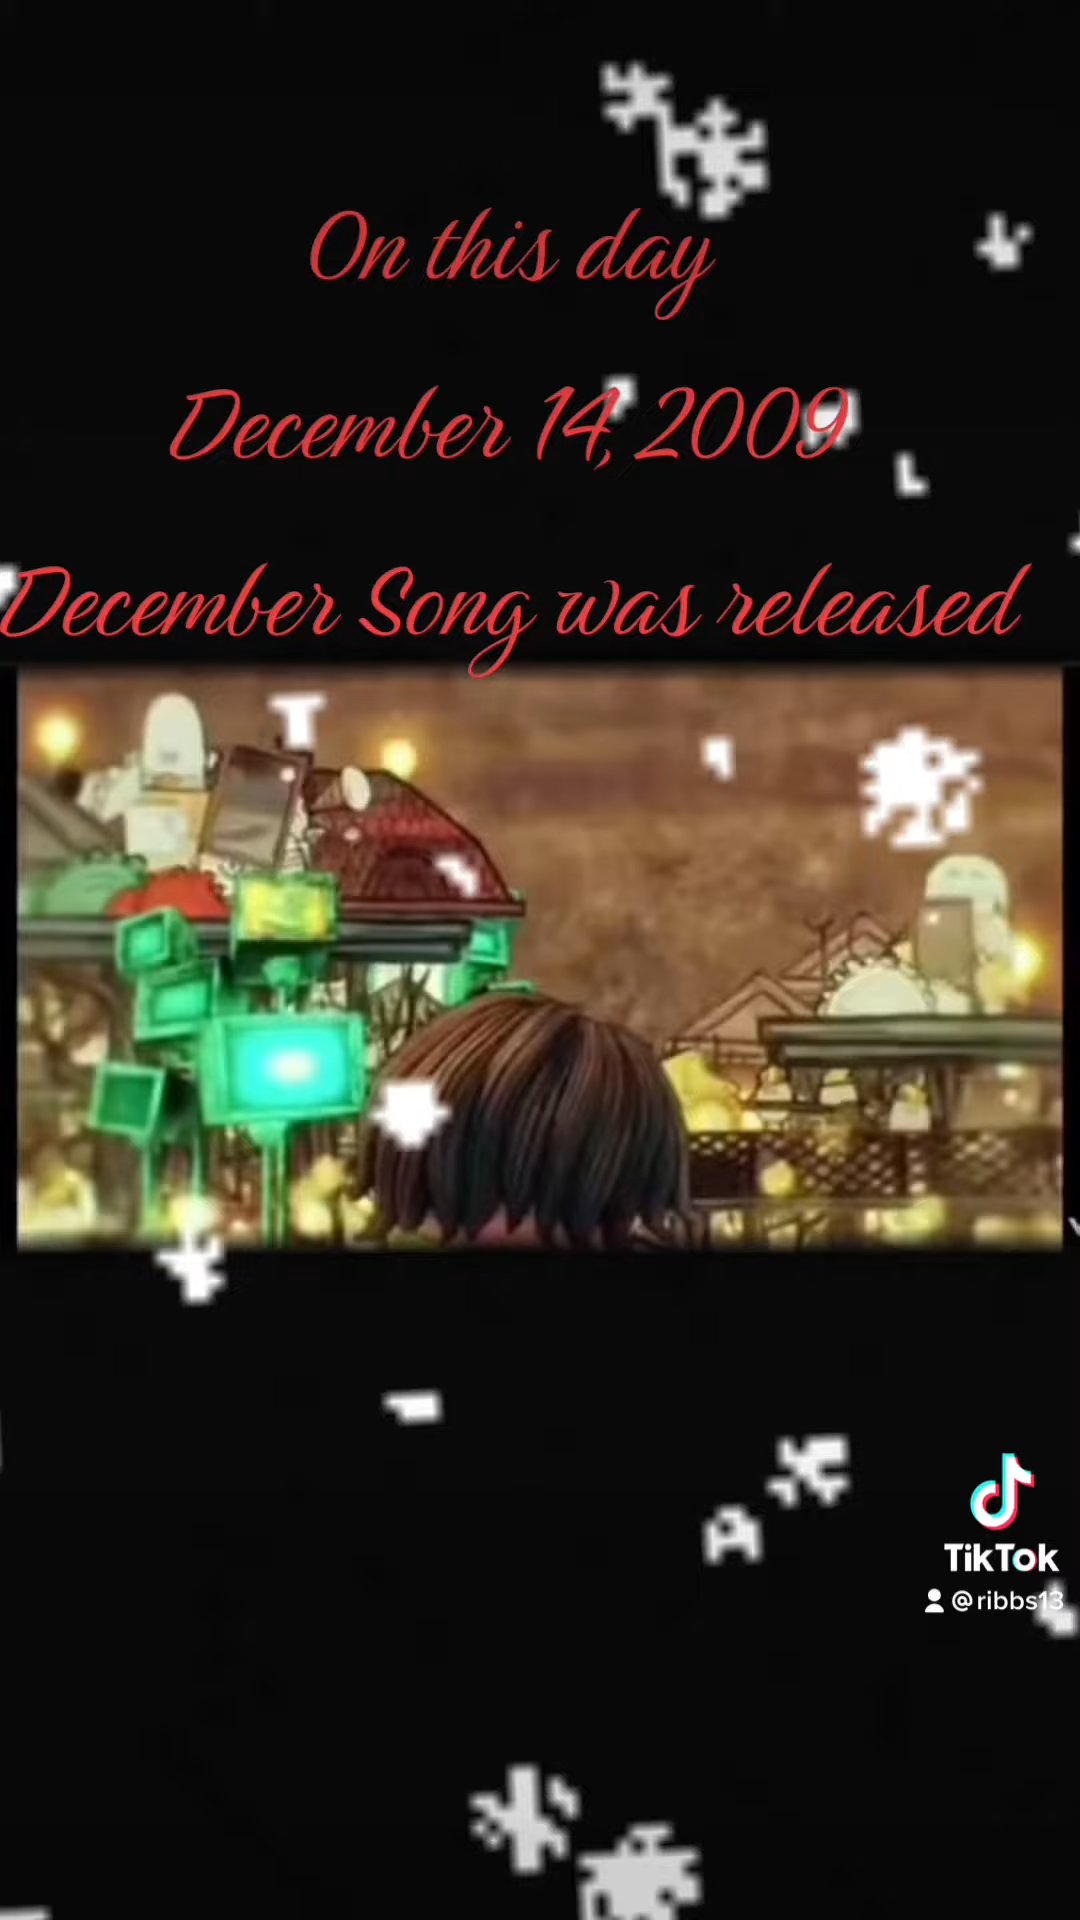 On this day
December 14, 2009
December Song was released
TikTok
@ribbs13